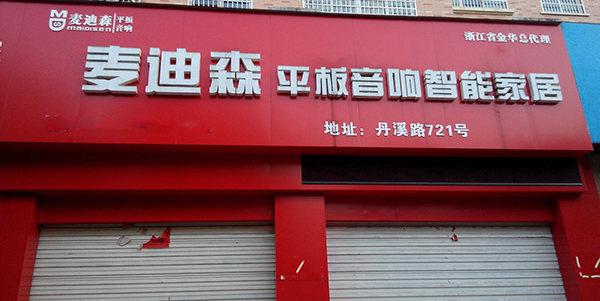 MDS 麦迪森 平板
maidisen 音响
浙江省金华总代理
麦迪森 平板音响智能家居
地址：丹溪路721号